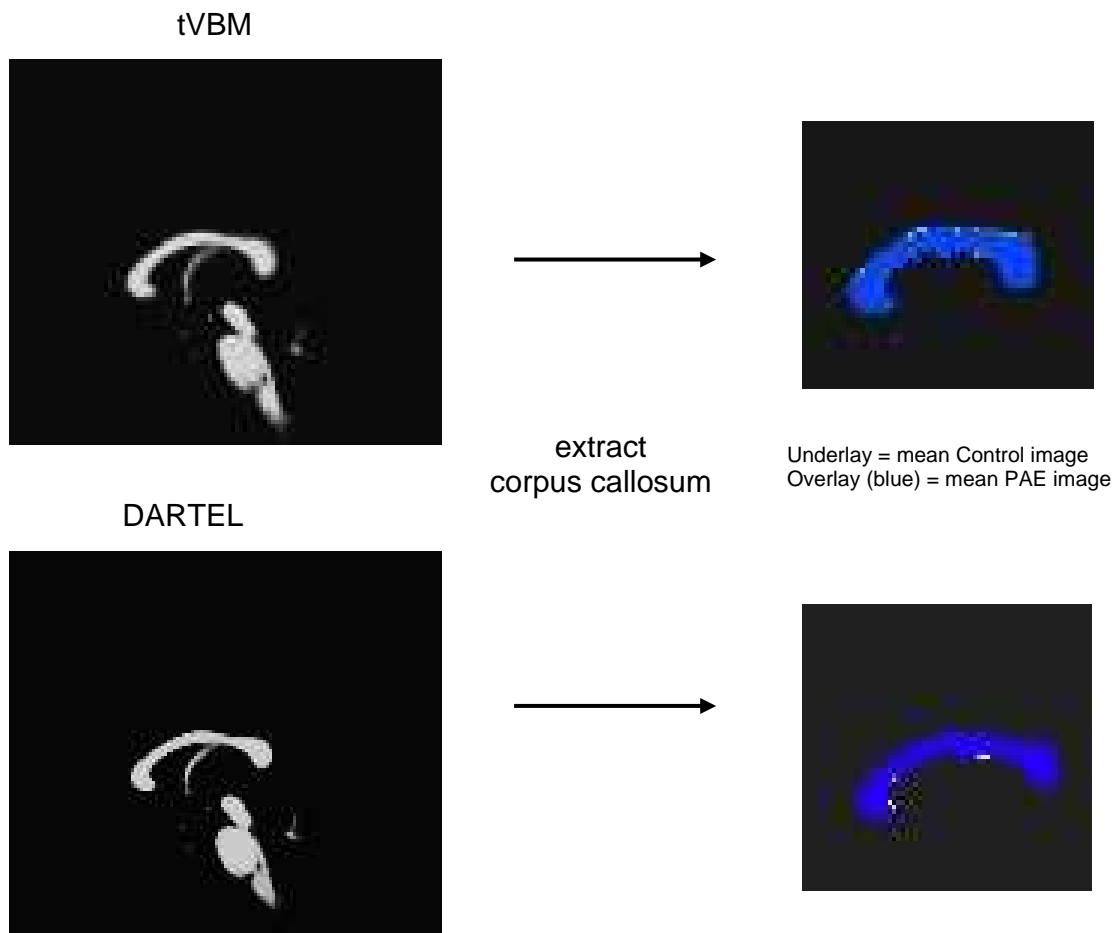 tVBM
extract
corpus callosum
Underlay = mean Control image
Overlay (blue) = mean PAE image
DARTEL